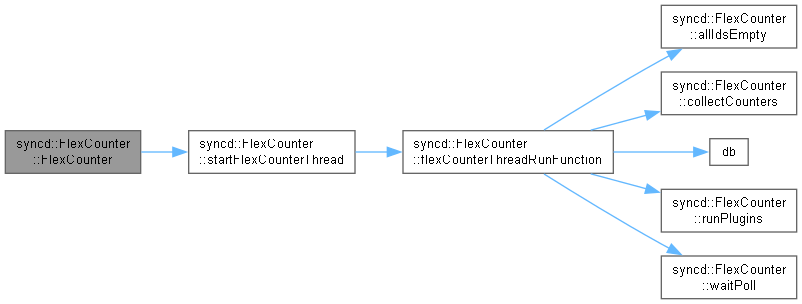 syncd::FlexCounter
::FlexCounter
syncd::FlexCounter
::startFlexCounterThread
syncd::FlexCounter
::flexCounterThreadRunFunction
syncd::FlexCounter
::allIdsEmpty
syncd::FlexCounter
::collectCounters
db
syncd::FlexCounter
::runPlugins
syncd::FlexCounter
::waitPoll